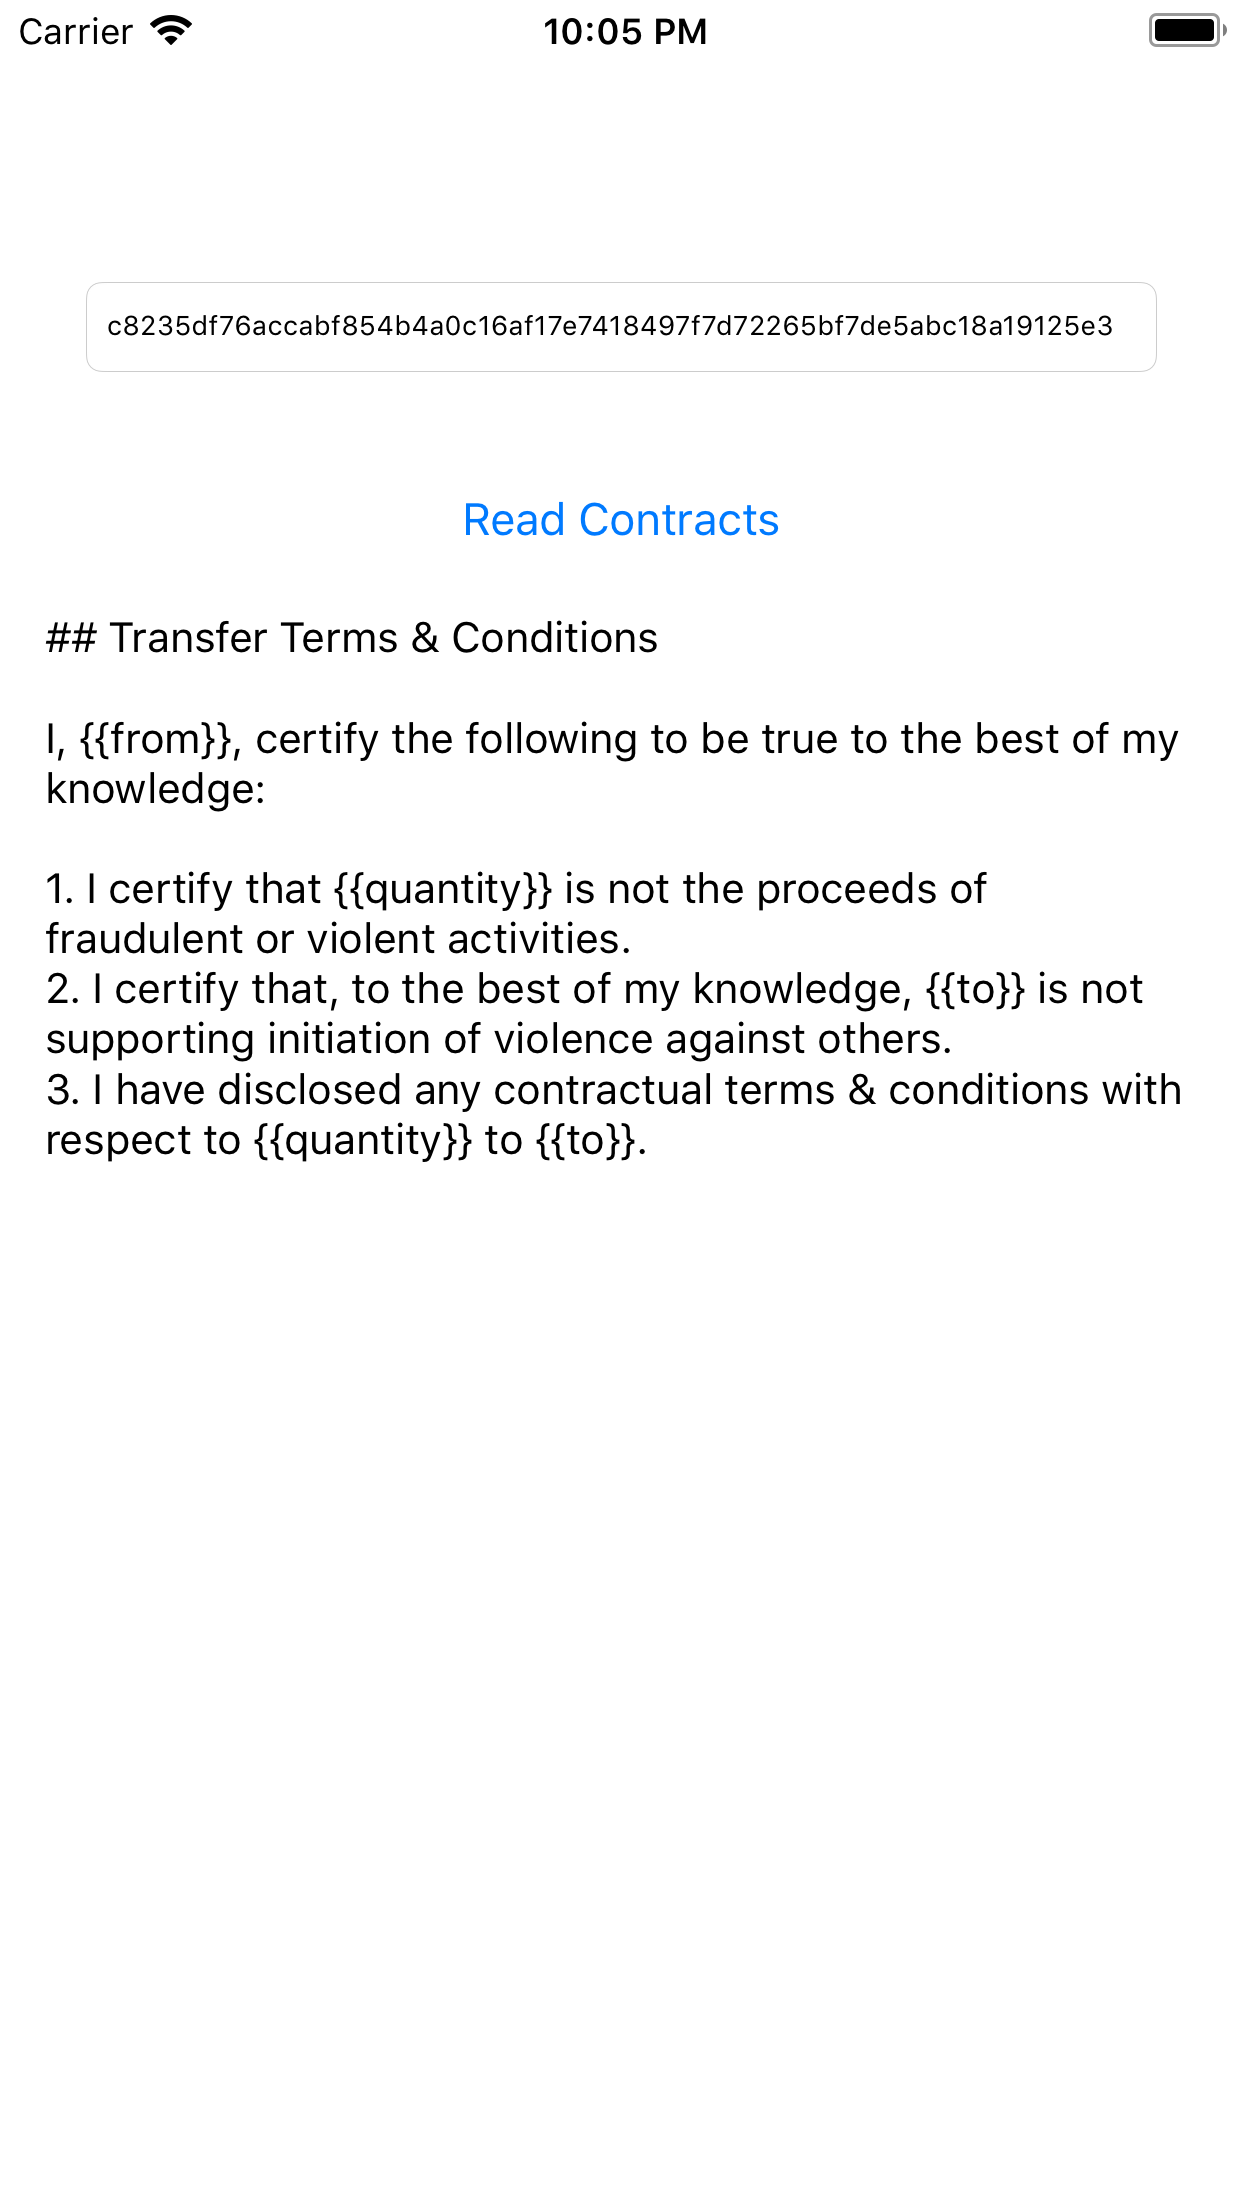 Carrier 10:05 PM
c8235df76accabf854b4a0c16af17e7418497f7d72265bf7de5abc18a19125e3
Read Contracts
## Transfer Terms & Conditions
I, {{from}}, certify the following to be true to the best of my
knowledge:
1. I certify that {{quantity}} is not the proceeds of
fraudulent or violent activities.
2. I certify that, to the best of my knowledge, {{to}} is not
supporting initiation of violence against others.
3. I have disclosed any contractual terms & conditions with
respect to {{quantity}} to {{to}}.